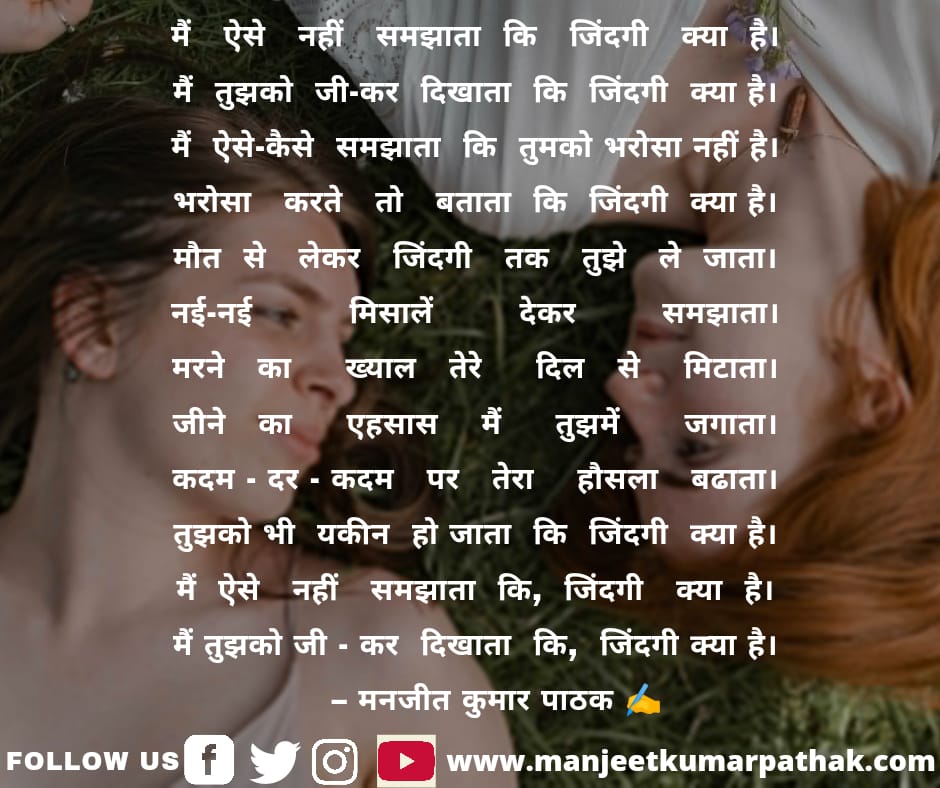 मैं ऐसे नहीं समझाता कि जिंदगी क्या है।
मैं तुझको जी-कर दिखाता कि जिंदगी क्या है।
मैं ऐसे-कैसे समझाता कि तुमको भरोसा नहीं है।
भरोसा करते तो बताता कि जिंदगी क्या है।
मौत से लेकर जिंदगी तक तुझे ले जाता।
नई-नई मिसालें देकर समझाता।
मरने का ख्याल तेरे दिल से मिटाता।
जीने का एहसास मैं तुझमें जगाता।
कदम - दर - कदम पर तेरा हौसला बढाता।
तुझको भी यकीन हो जाता कि जिंदगी क्या है।
मैं ऐसे नहीं समझाता कि, जिंदगी क्या है।
मैं तुझको जी - कर दिखाता कि, जिंदगी क्या है।
– मनजीत कुमार पाठक ✍️
FOLLOW US www.manjeetkumarpathak.com